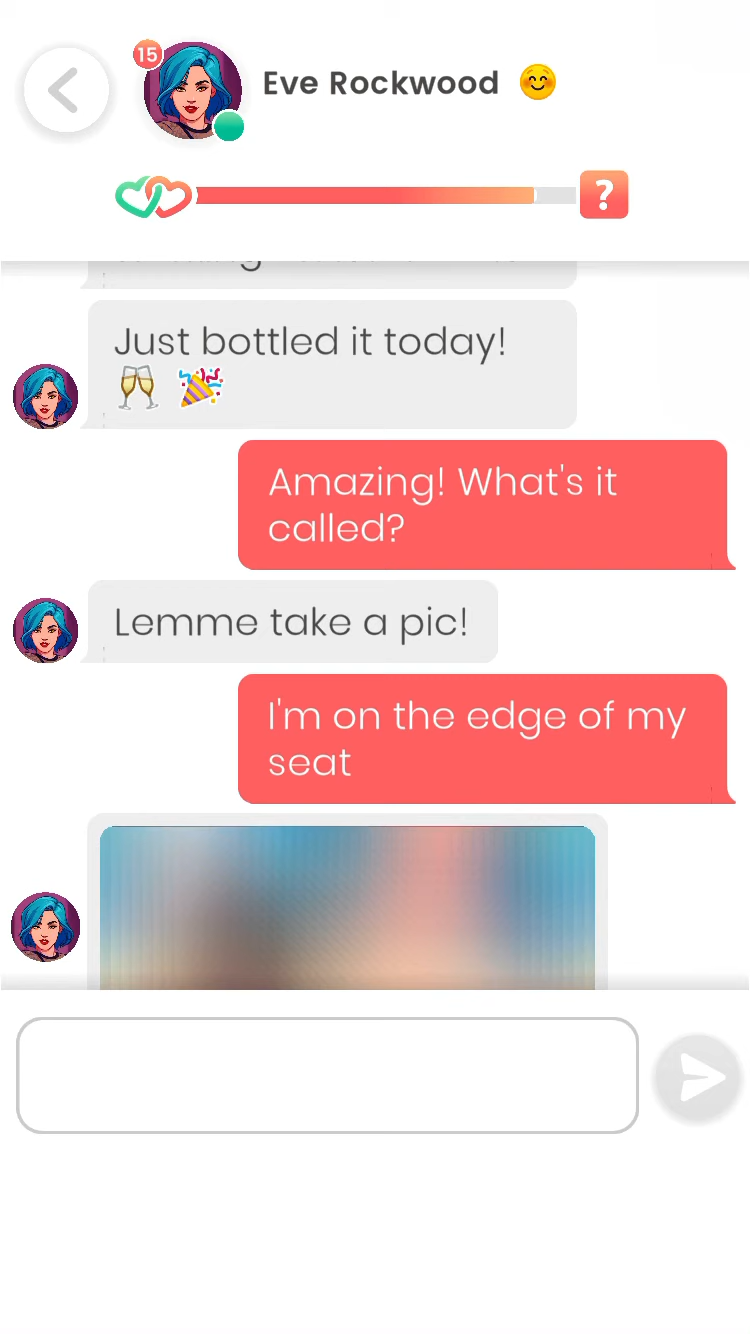 15
Eve Rockwood 😊
?
Just bottled it today!
🥂 🎉
Amazing! What's it
called?
Lemme take a pic!
I'm on the edge of my
seat